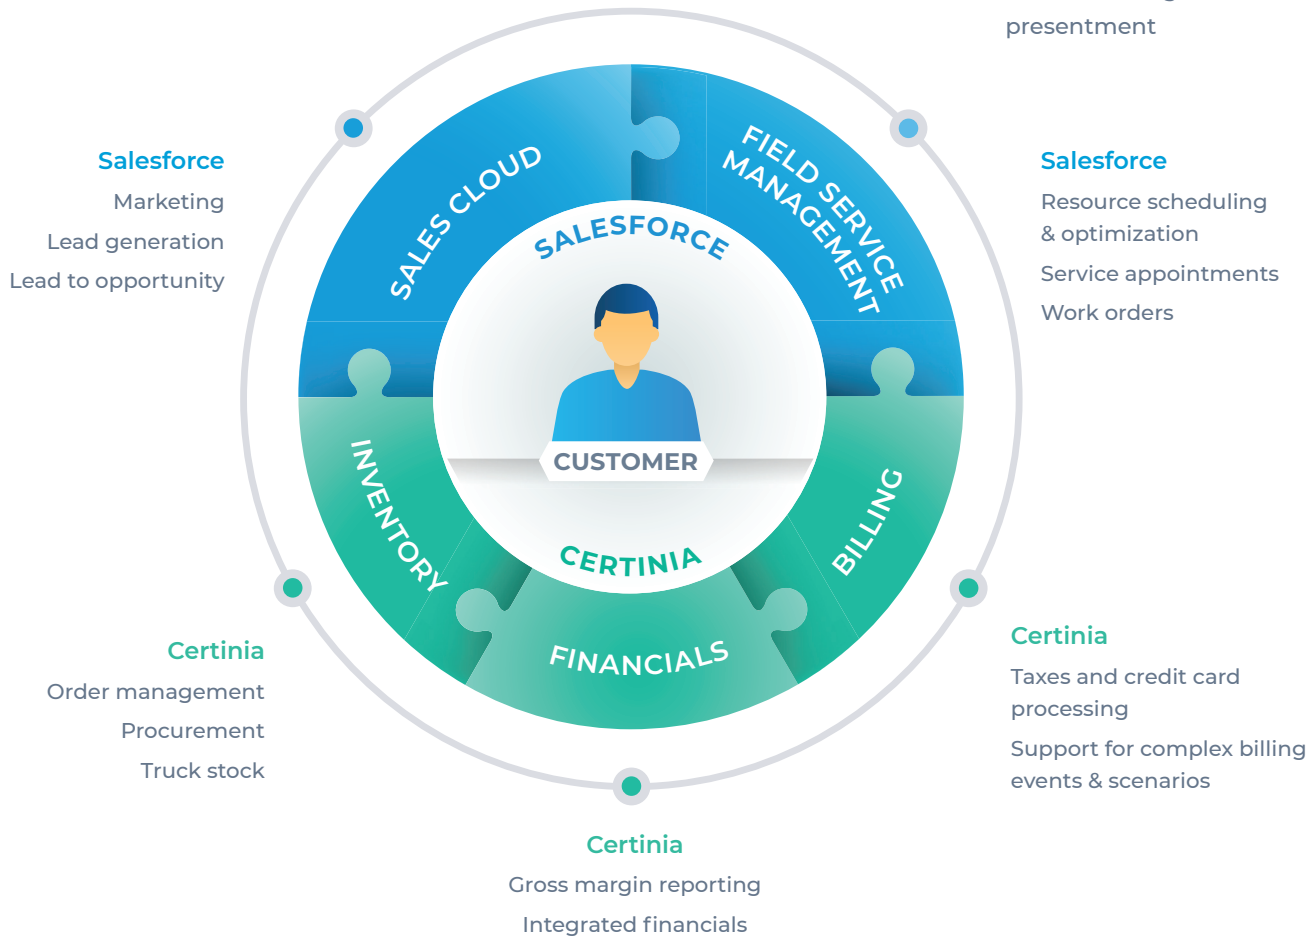 presentment
Salesforce
Marketing
Lead generation
Lead to opportunity
SALES CLOUD
FIELD SERVICE
MANAGEMENT
Salesforce
Resource scheduling
& optimization
Service appointments
Work orders
SALESFORCE
CUSTOMER
CERTINIA
INVENTORY
BILLING
FINANCIALS
Certinia
Order management
Procurement
Truck stock
Certinia
Taxes and credit card
processing
Support for complex billing
events & scenarios
Certinia
Gross margin reporting
Integrated financials